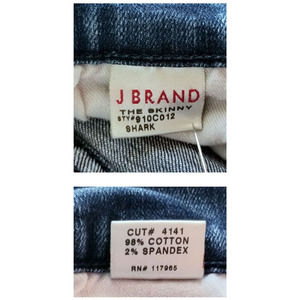 J BRAND
THE SKINNY
STY#910C012
SHARK
CUT# 4141
98% COTTON
2% SPANDEX
RN# 117965